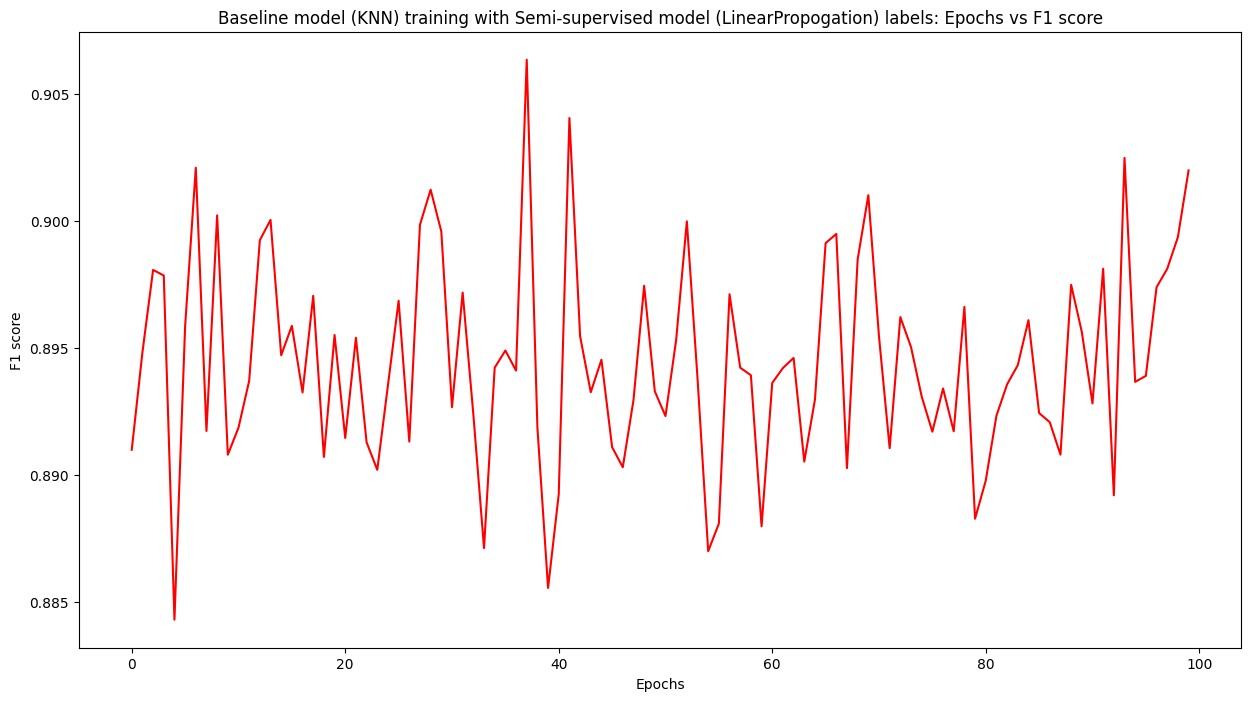 Baseline model (KNN) training with Semi-supervised model (LinearPropogation) labels: Epochs vs F1 score
0.905
0.900
0.895
0.890
0.885
F1 score
0 20 40 60 80 100
Epochs